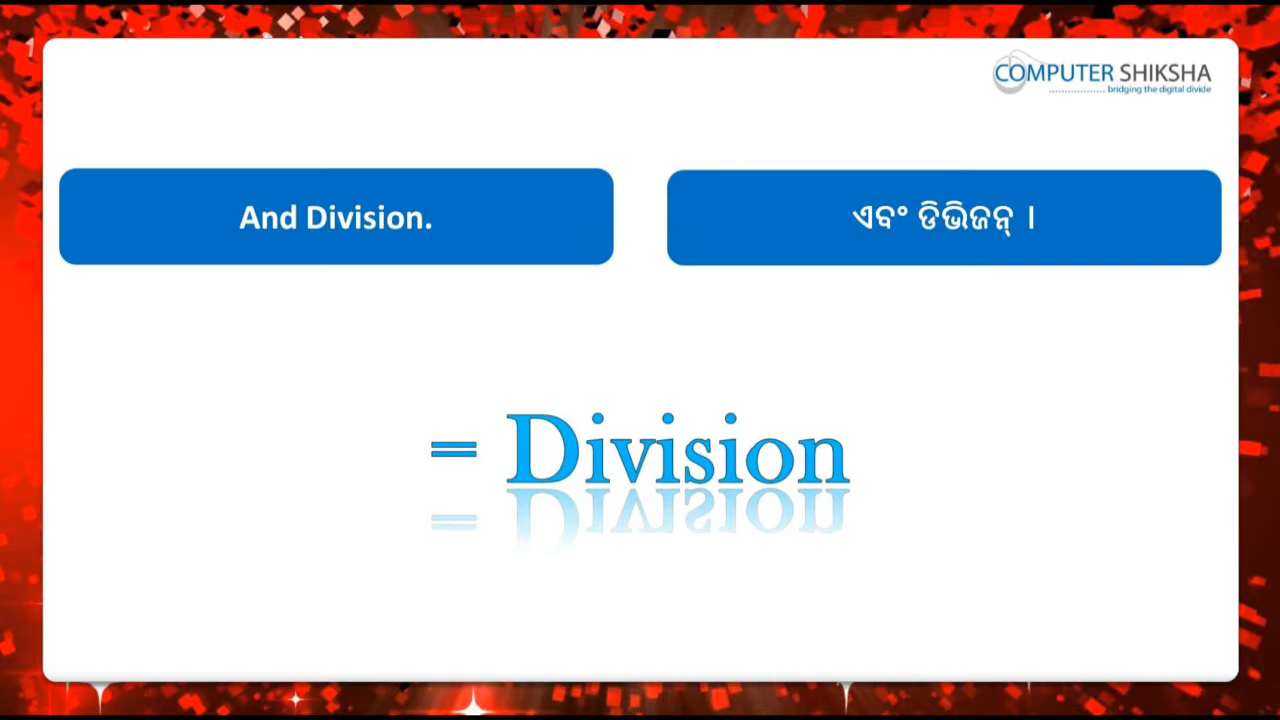 COMPUTER SHIKSHA
bridging the digital divide
And Division.
ଏବଂ ଡିଭିଜନ୍ ।
= Division